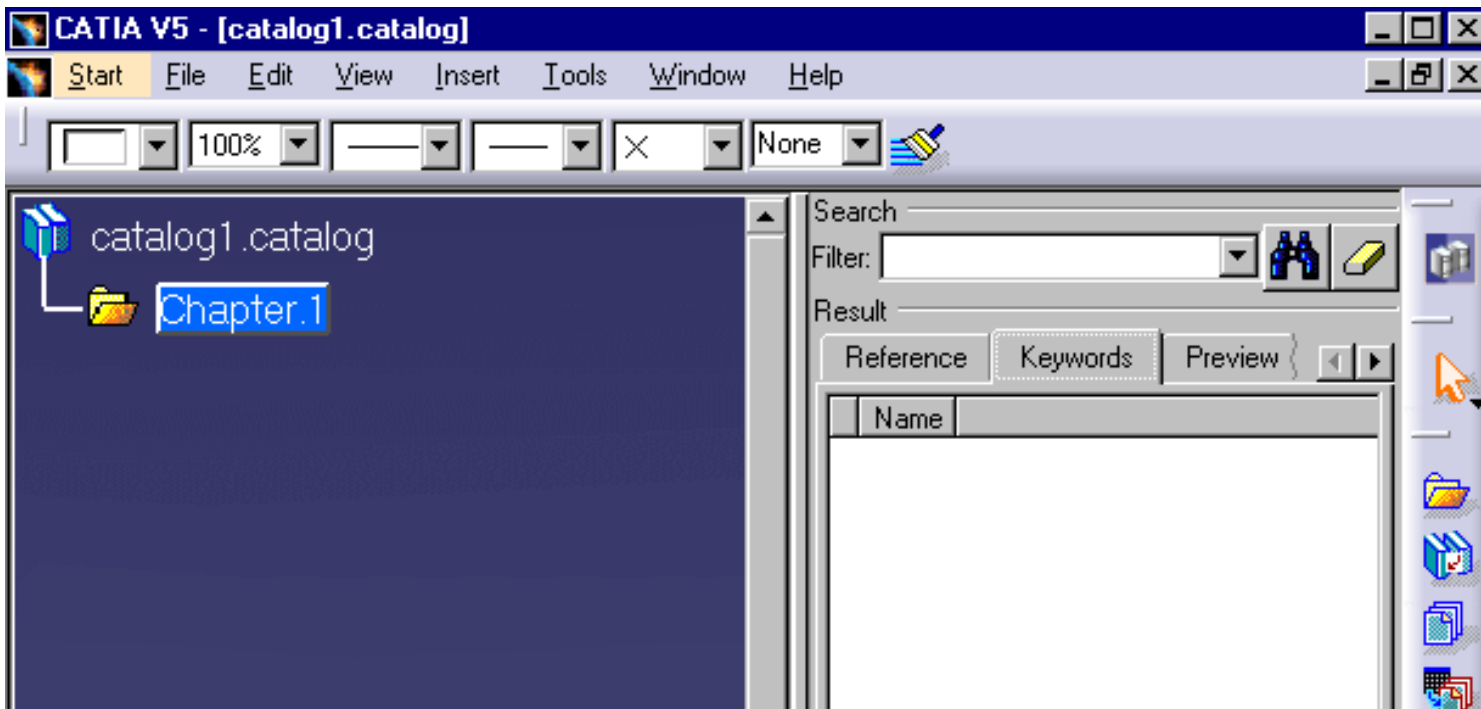 CATIA V5 - [catalog1.catalog]
Start File Edit View Insert Tools Window Help
100% None
catalog1.catalog
Chapter.1
Search
Filter:
Result
Reference Keywords Preview
Name